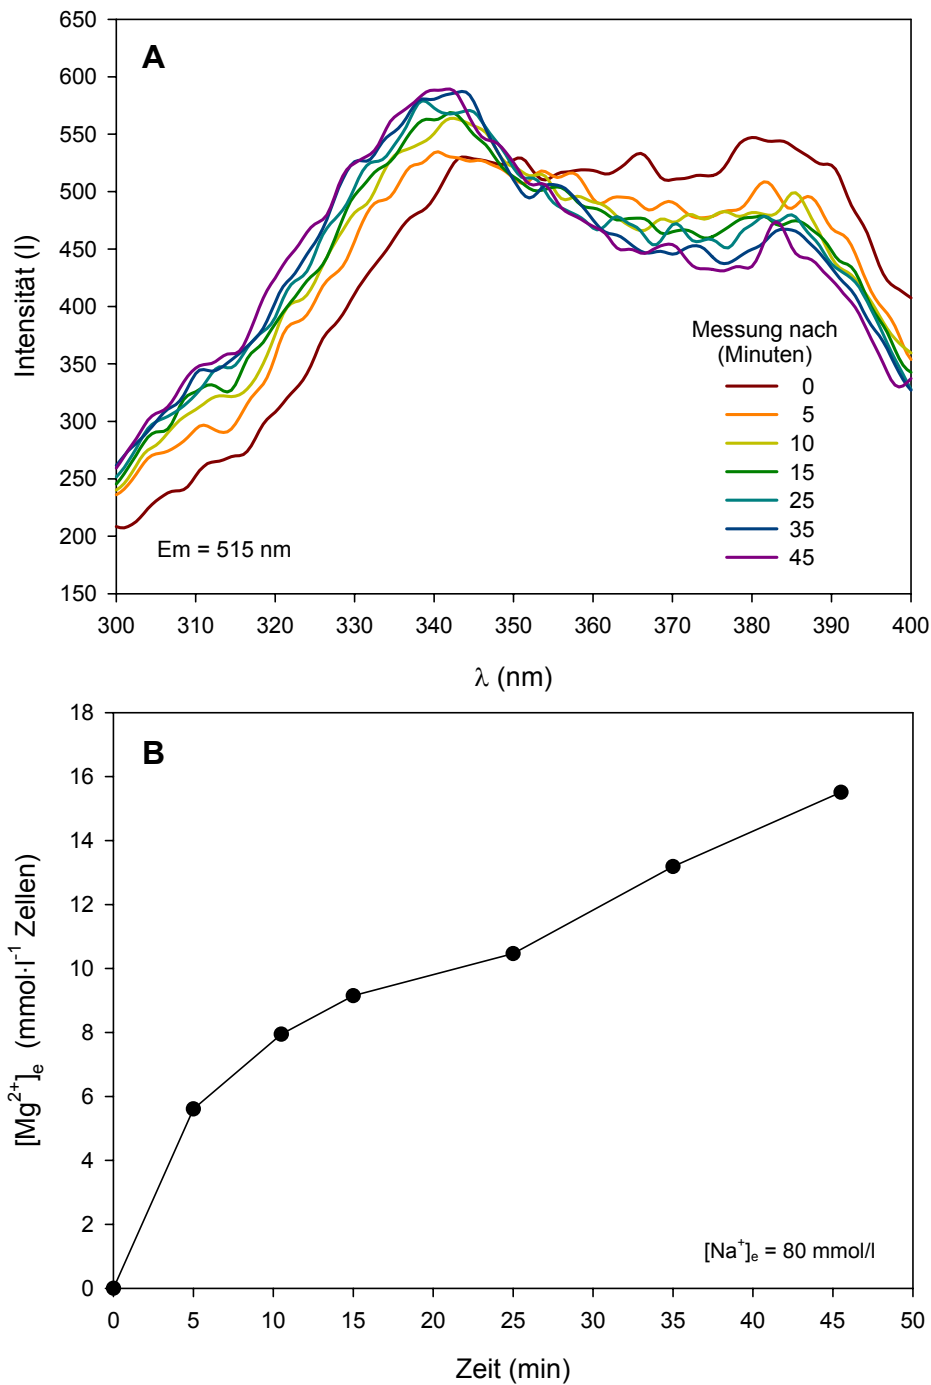 A
650
600
550
500
450
400
350
300
250
200
150
Intensität (I)
Messung nach
(Minuten)
0
5
10
15
25
35
45
Em = 515 nm
300 310 320 330 340 350 360 370 380 390 400
λ (nm)
B
18
16
14
12
10
8
6
4
2
0
[Mg²⁺]ₑ (mmol·l⁻¹ Zellen)
[Na⁺]ₑ = 80 mmol/l
0 5 10 15 20 25 30 35 40 45 50
Zeit (min)